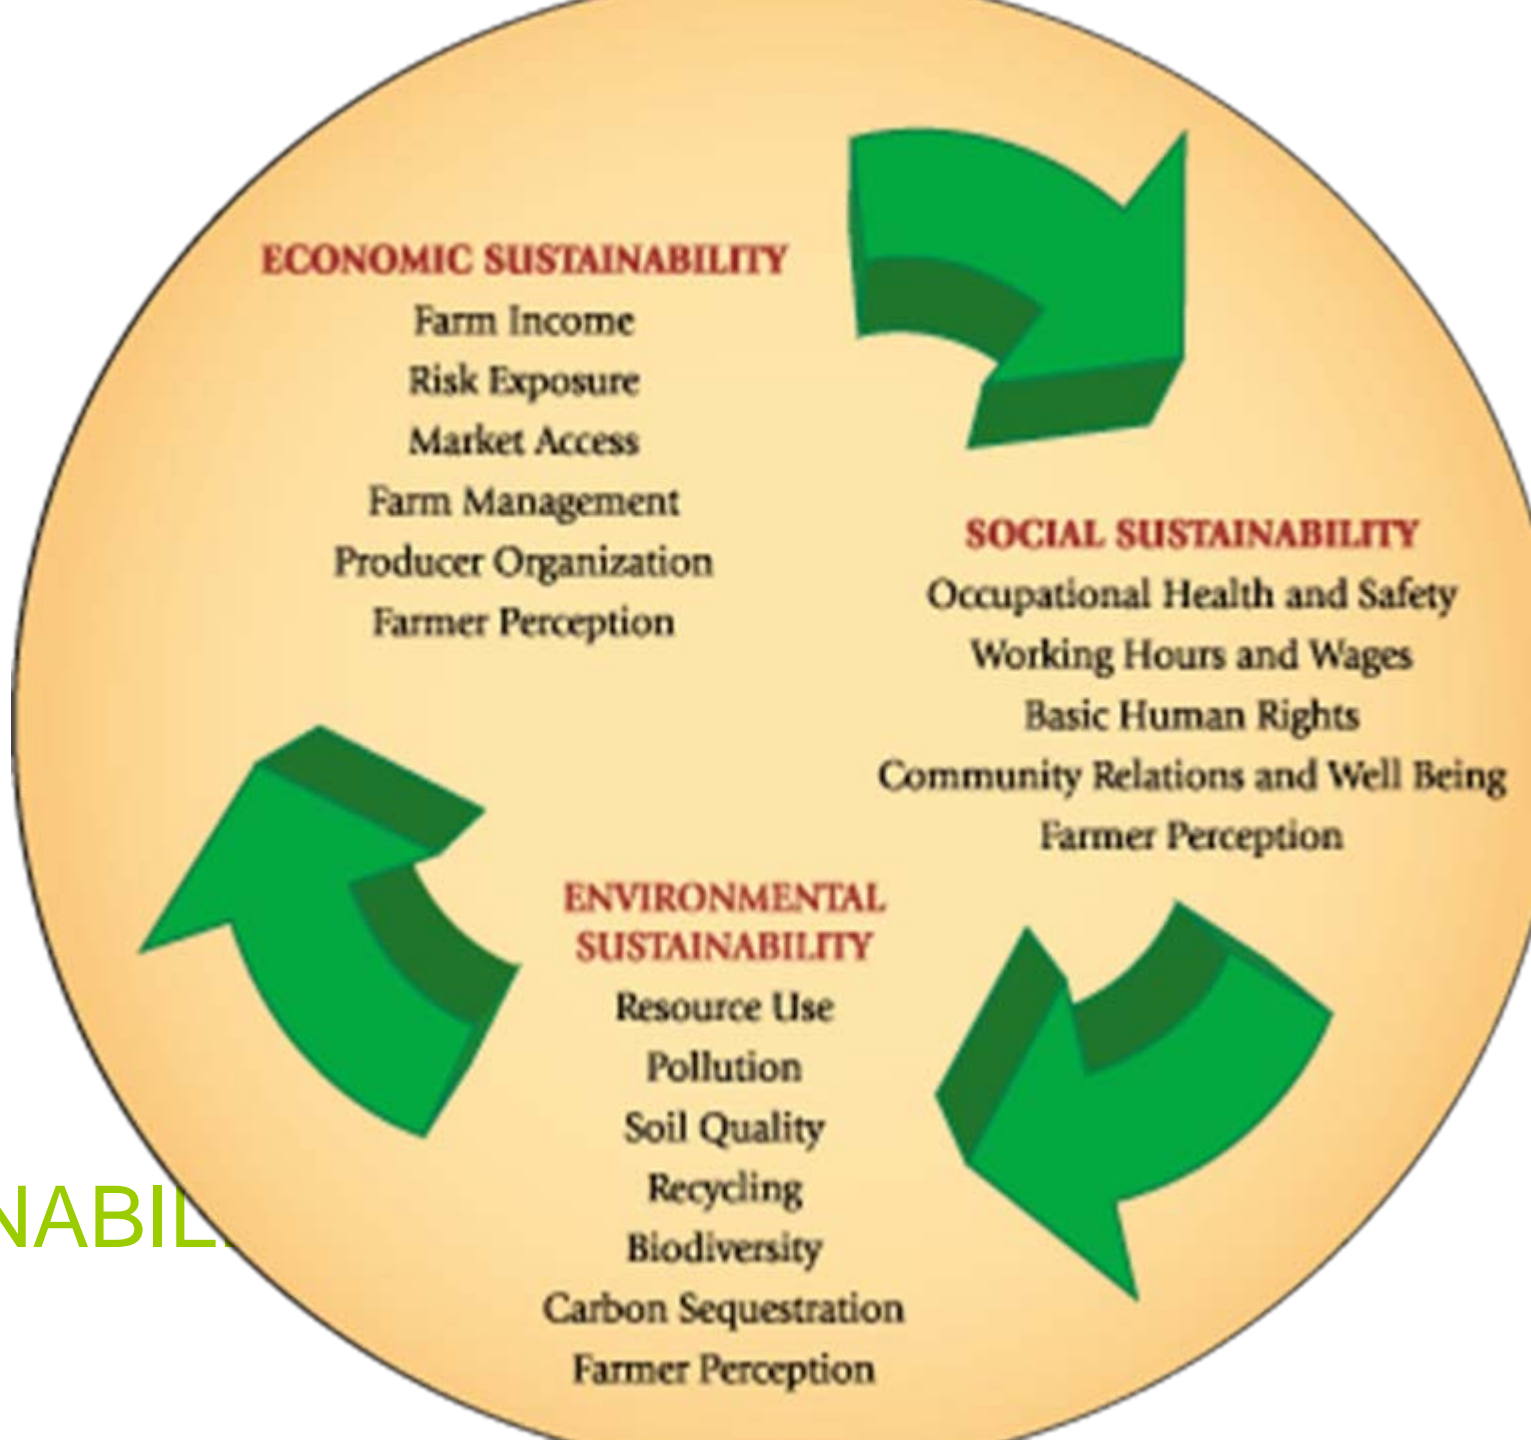 ECONOMIC SUSTAINABILITY
Farm Income
Risk Exposure
Market Access
Farm Management
Producer Organization
Farmer Perception
SOCIAL SUSTAINABILITY
Occupational Health and Safety
Working Hours and Wages
Basic Human Rights
Community Relations and Well Being
Farmer Perception
ENVIRONMENTAL
SUSTAINABILITY
Resource Use
Pollution
Soil Quality
Recycling
Biodiversity
Carbon Sequestration
Farmer Perception